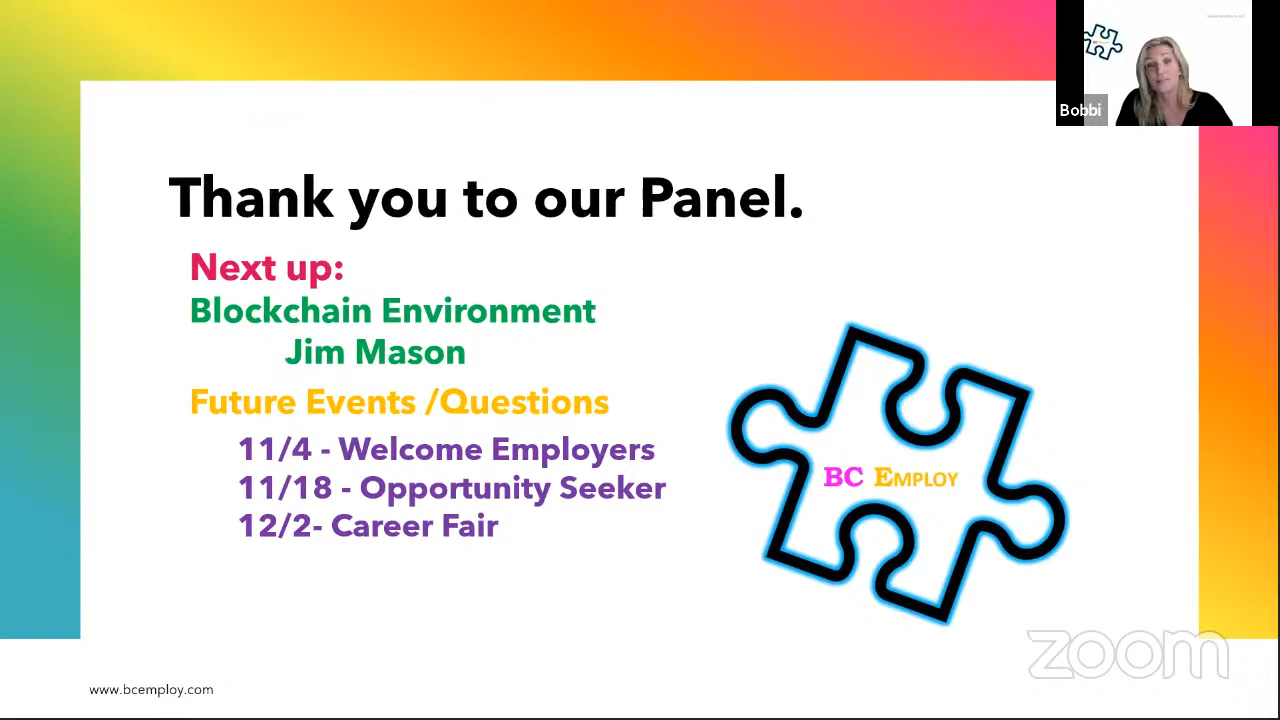 Bobbi
Thank you to our Panel.
Next up:
Blockchain Environment
Jim Mason
Future Events /Questions
11/4 - Welcome Employers
11/18 - Opportunity Seeker
12/2- Career Fair
BC EMPLOY
zoom
www.bcemploy.com